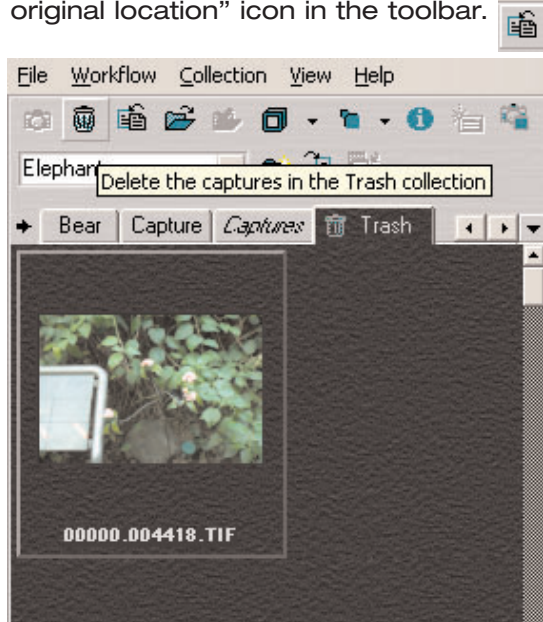 original location” icon in the toolbar.
File Workflow Collection View Help
Delete the captures in the Trash collection
Bear Capture Captures Trash
00000.004418.TIF